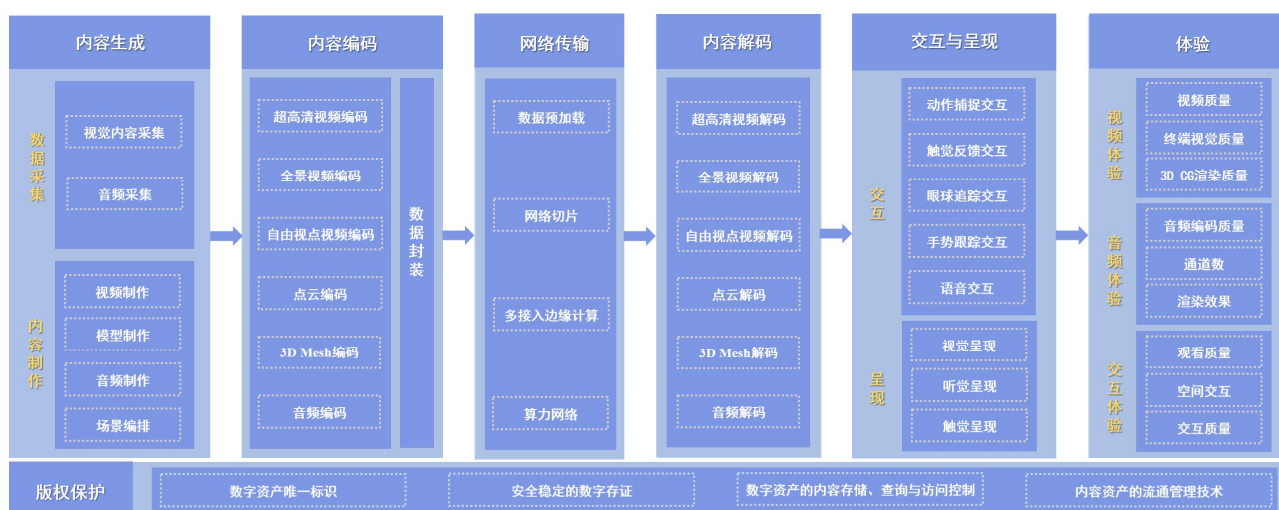 内容生成
数据采集
视觉内容采集
音频采集
内容制作
视频制作
模型制作
音频制作
场景编排
内容编码
超高清视频编码
全景视频编码
自由视点视频编码
点云编码
3D Mesh编码
音频编码
数据封装
网络传输
数据预加载
网络切片
多接入边缘计算
算力网络
内容解码
超高清视频解码
全景视频解码
自由视点视频解码
点云解码
3D Mesh解码
音频解码
交互与呈现
交互
动作捕捉交互
触觉反馈交互
眼球追踪交互
手势跟踪交互
语音交互
呈现
视觉呈现
听觉呈现
触觉呈现
体验
视频体验
视频质量
终端视觉质量
3D CG渲染质量
音频体验
音频编码质量
通道数
渲染效果
交互体验
观看质量
空间交互
交互质量
版权保护
数字资产唯一标识
安全稳定的数字存证
数字资产的内容存储、查询与访问控制
内容资产的流通管理技术